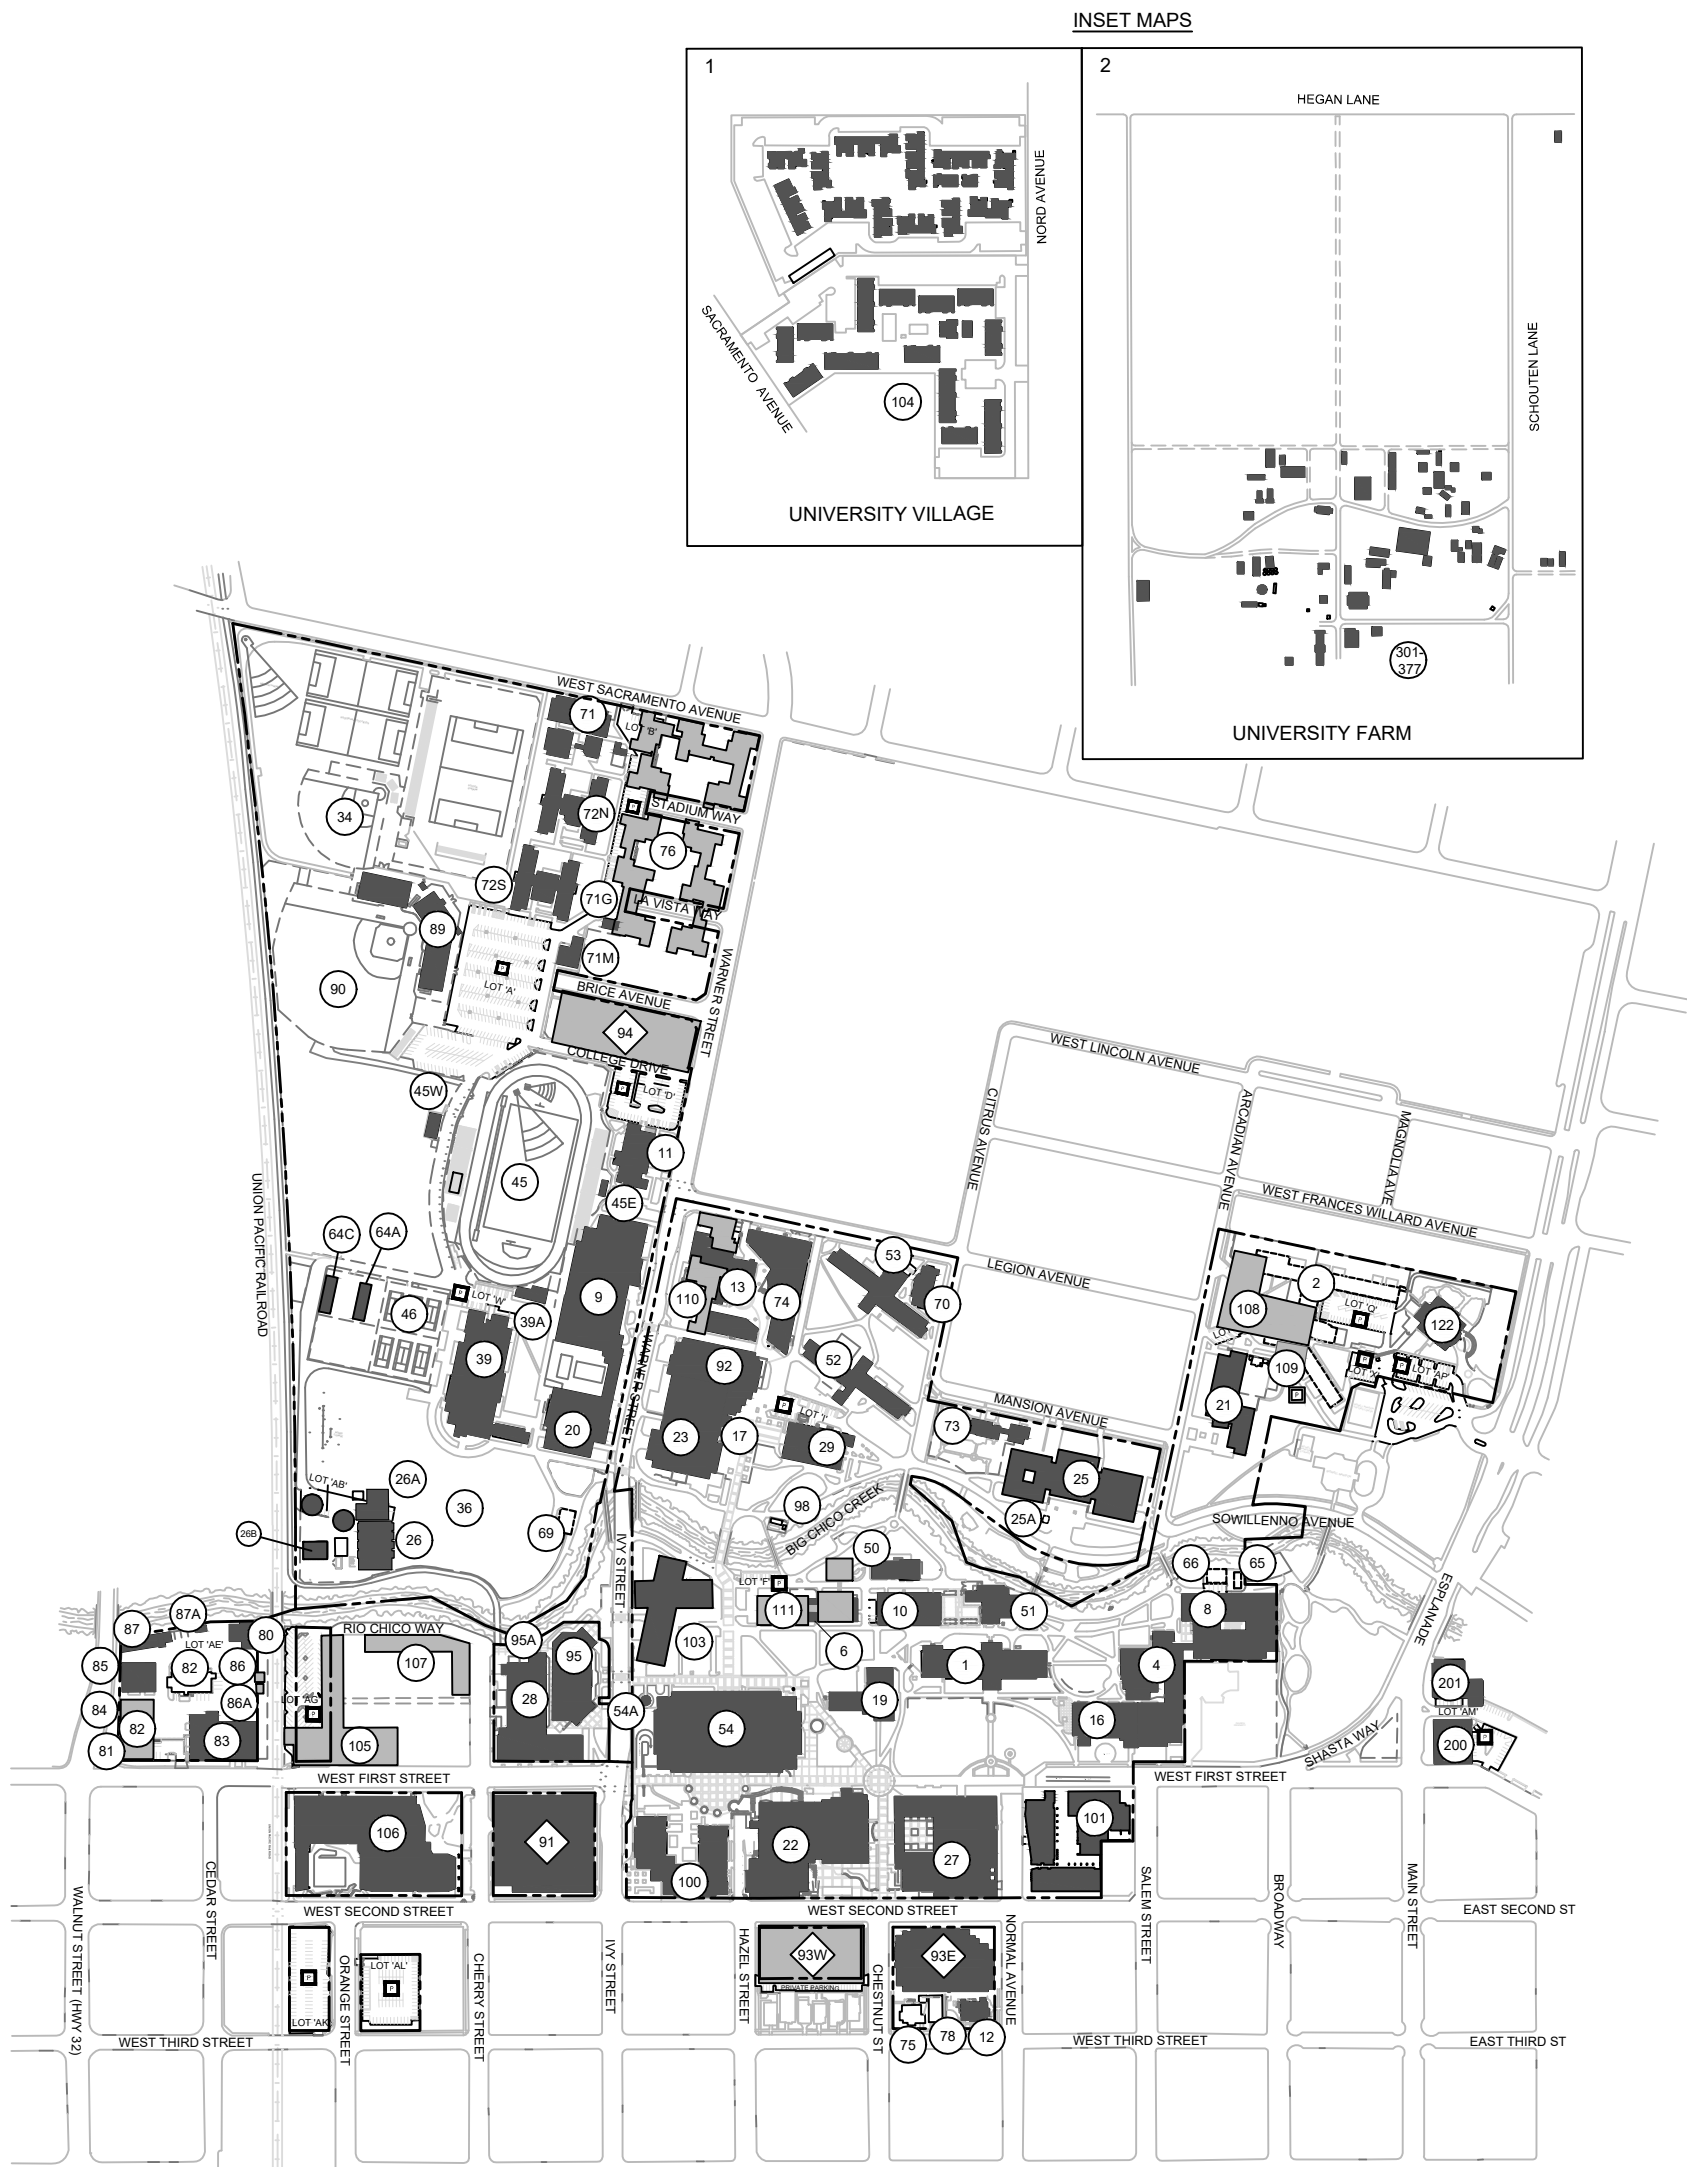 INSET MAPS
1
2
HEGAN LANE
NORD AVENUE
SACRAMENTO AVENUE
104
UNIVERSITY VILLAGE
SCHOUTEN LANE
301-
377
UNIVERSITY FARM
WEST SACRAMENTO AVENUE
71
LOT 'B'
34
72N
P
STADIUM WAY
76
72S
71G
LA VISTA WAY
89
71M
P
LOT 'A'
90
BRICE AVENUE
WARNER STREET
94
COLLEGE DRIVE
45W
P
LOT 'D'
11
45
45E
WEST LINCOLN AVENUE
CITRUS AVENUE
ARCADIAN AVENUE
MAGNOLIA AVE
WEST FRANCES WILLARD AVENUE
UNION PACIFIC RAILROAD
64C
64A
46
P
LOT 'W'
39A
9
39
20
WARNER STREET
110
13
74
53
70
LEGION AVENUE
2
108
LOT 'Q'
P
122
92
52
109
P
LOT 'X'
P
LOT 'AP'
P
21
P
LOT 'I'
MANSION AVENUE
23
17
29
73
25
LOT 'AB'
26A
36
98
BIG CHICO CREEK
25A
SOWILLENNO AVENUE
26B
26
69
IVY STREET
50
66
65
LOT 'F'
P
111
10
51
8
ESPLANADE
87
87A
LOT 'AE'
80
RIO CHICO WAY
95A
95
103
6
85
82
86
107
1
4
84
86A
LOT 'AG'
P
28
54A
54
19
16
201
LOT 'AM'
82
83
105
81
200
P
SHASTA WAY
WEST FIRST STREET
WEST FIRST STREET
106
91
100
22
27
101
WALNUT STREET (HWY 32)
CEDAR STREET
WEST SECOND STREET
WEST SECOND STREET
SALEM STREET
BROADWAY
MAIN STREET
EAST SECOND ST
P
LOT 'AK'
ORANGE STREET
LOT 'AL'
P
CHERRY STREET
IVY STREET
HAZEL STREET
93W
PRIVATE PARKING
CHESTNUT ST
93E
NORMAL AVENUE
75
78
12
WEST THIRD STREET
WEST THIRD STREET
EAST THIRD ST